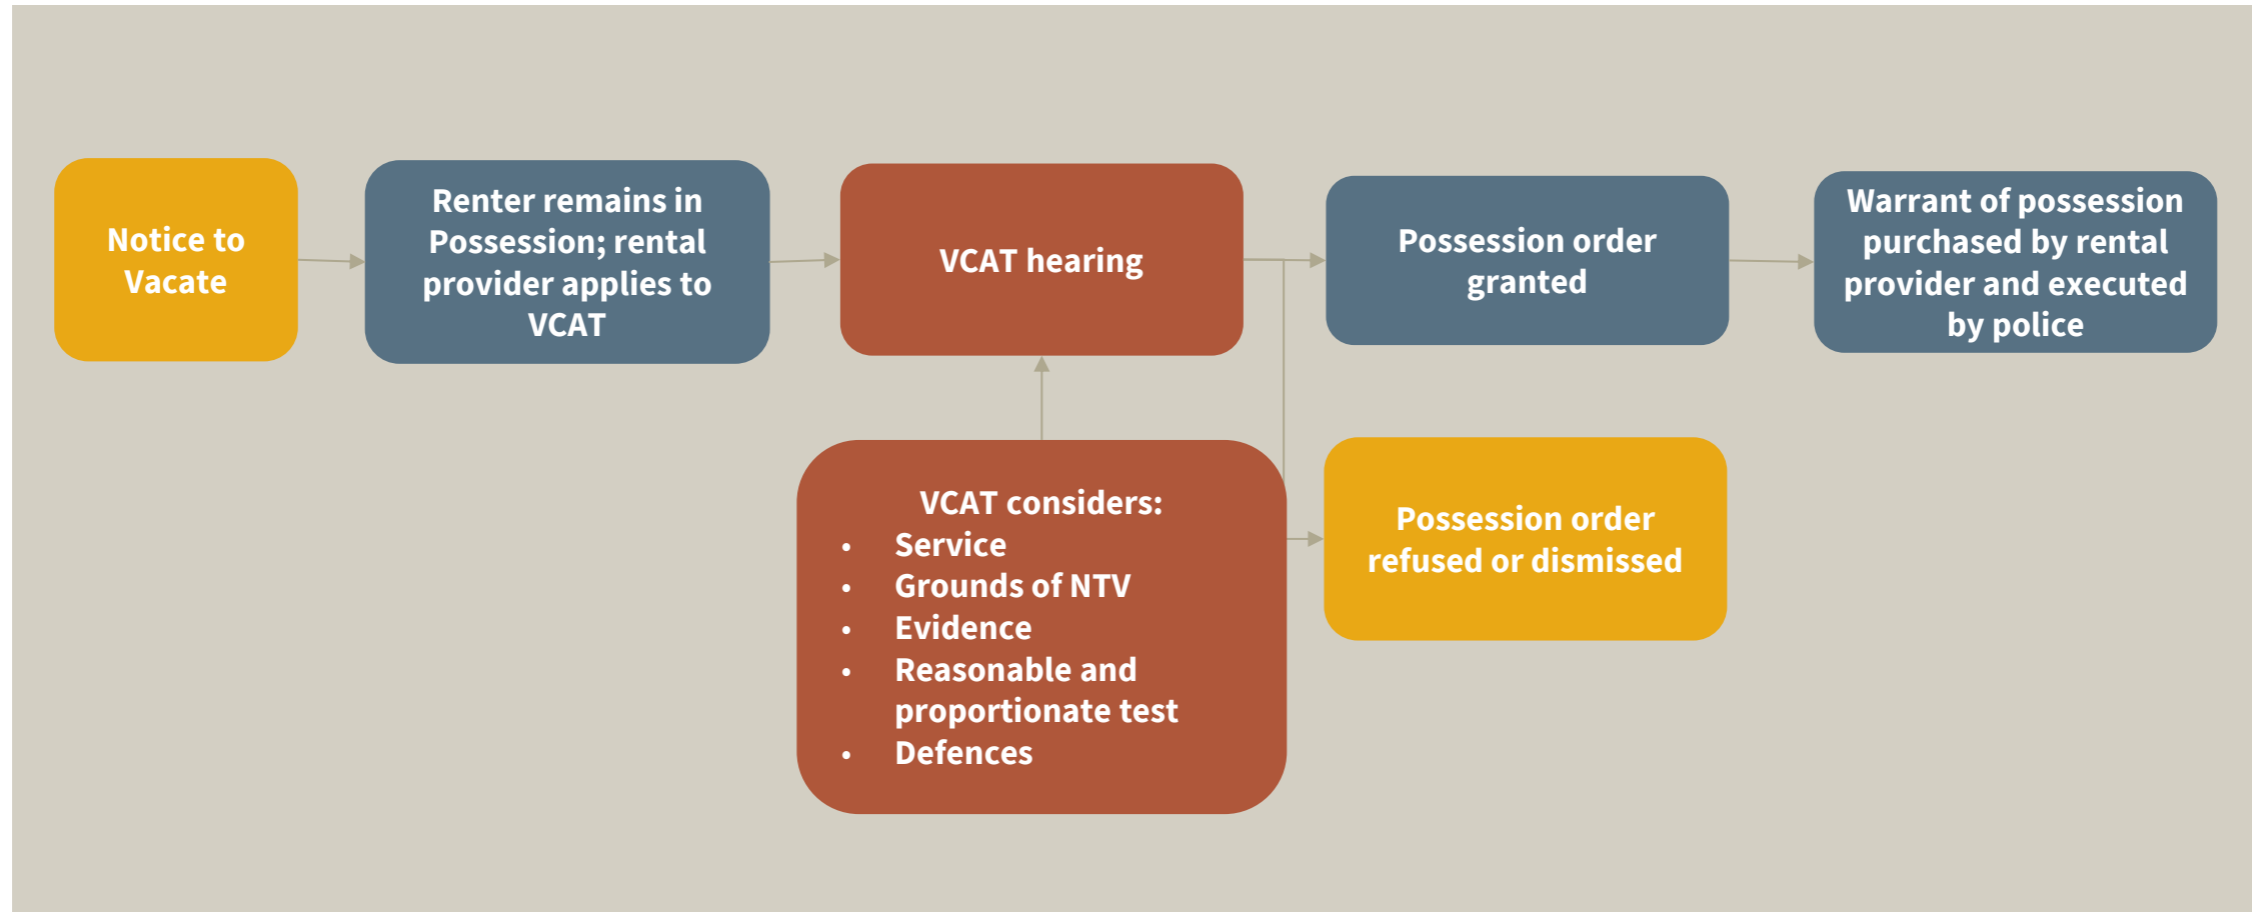 Notice to
Vacate
Renter remains in
Possession; rental
provider applies to
VCAT
VCAT hearing
Possession order
granted
Warrant of possession
purchased by rental
provider and executed
by police
VCAT considers:
• Service
• Grounds of NTV
• Evidence
• Reasonable and
proportionate test
• Defences
Possession order
refused or dismissed